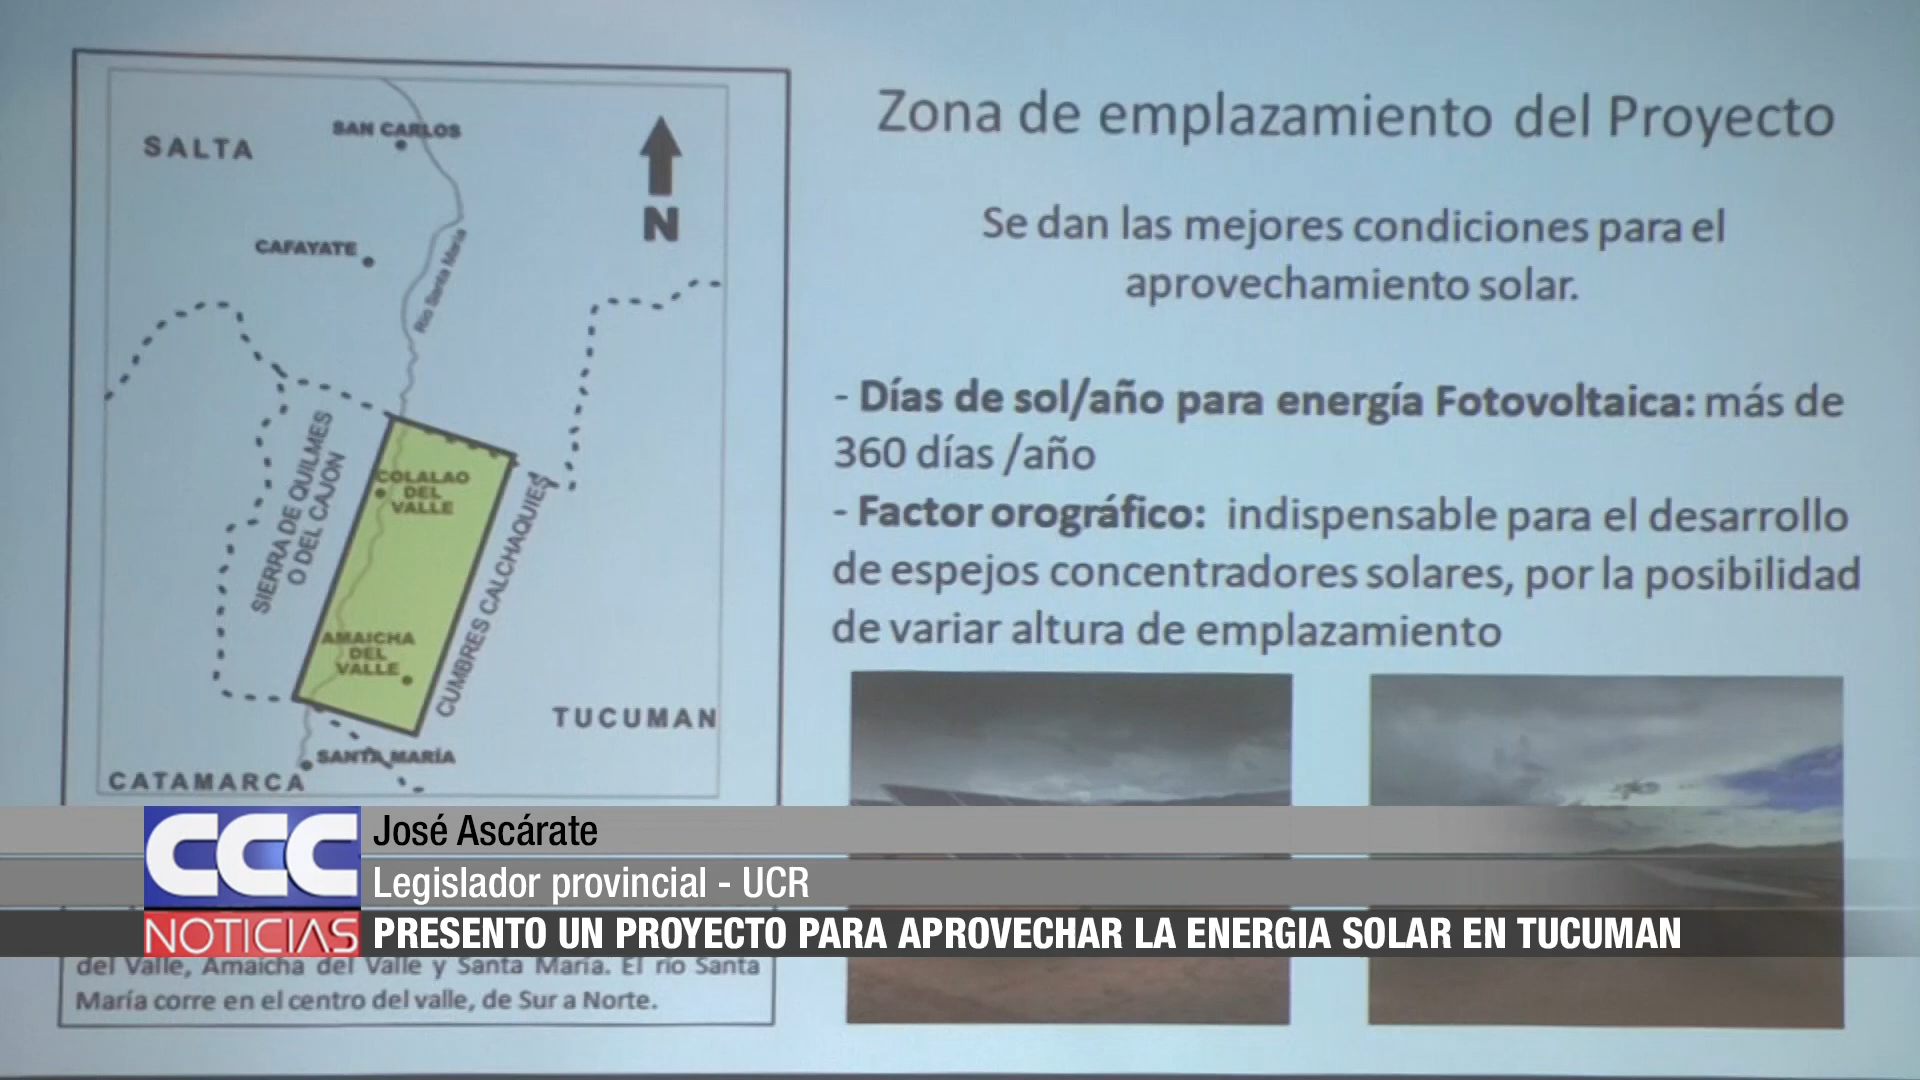 Zona de emplazamiento del Proyecto
Se dan las mejores condiciones para el
aprovechamiento solar.
- Días de sol/año para energía Fotovoltaica: más de
360 días /año
- Factor orográfico: indispensable para el desarrollo
de espejos concentradores solares, por la posibilidad
de variar altura de emplazamiento
SALTA
SAN CARLOS
N
CAFAYATE
Rio Santa María
SIERRA DE QUILMES
O DEL CAJON
COLALAO
DEL
VALLE
CUMBRES CALCHAQUIES
AMAICHA
DEL
VALLE
TUCUMAN
SANTA MARÍA
CATAMARCA
del Valle, Amaicha del Valle y Santa María. El río Santa
María corre en el centro del valle, de Sur a Norte.
CCC
NOTICIAS
José Ascárate
Legislador provincial - UCR
PRESENTO UN PROYECTO PARA APROVECHAR LA ENERGIA SOLAR EN TUCUMAN